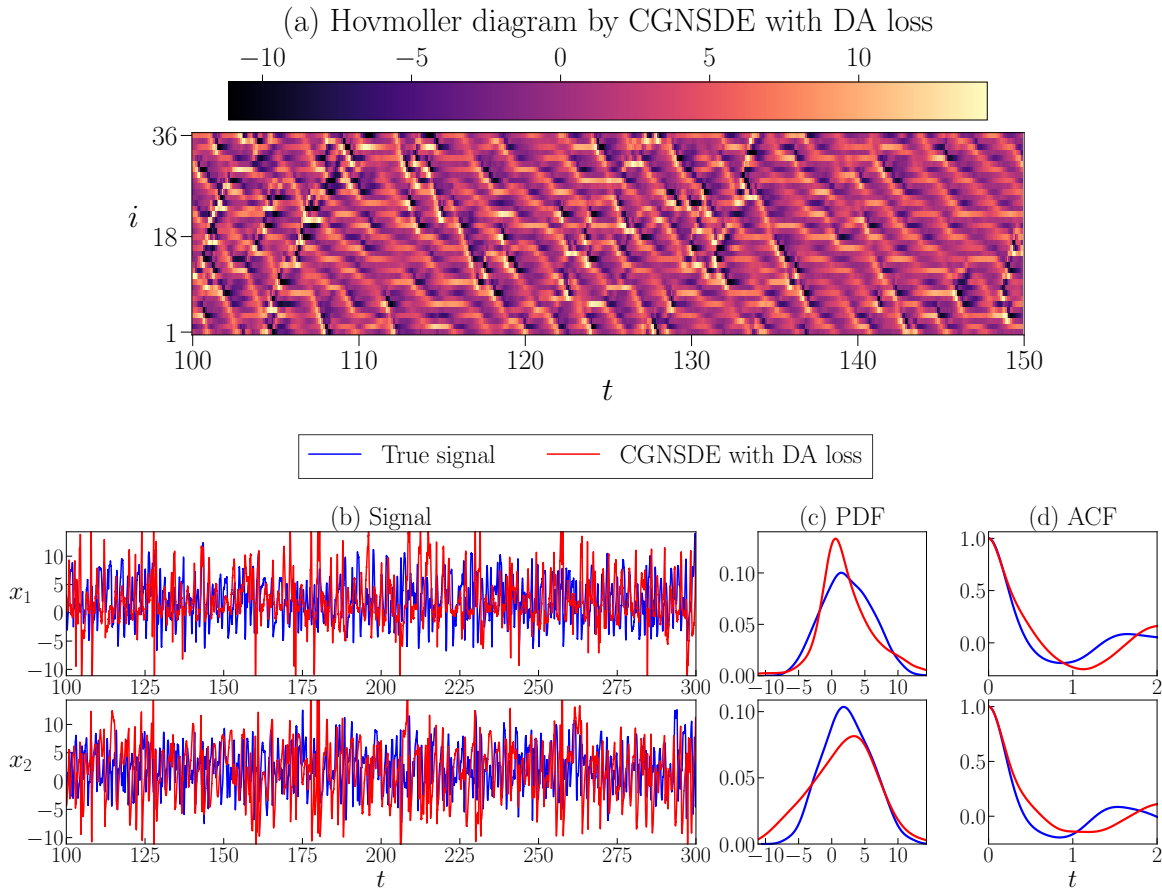 (a) Hovmoller diagram by CGNSDE with DA loss
−10 −5 0 5 10
36
i
18
1
100 110 120 130 140 150
t
True signal CGNSDE with DA loss
(b) Signal (c) PDF (d) ACF
x1
10
5
0
−5
−10
100 125 150 175 200 225 250 275 300
0.10
0.05
0.00
−10 −5 0 5 10
1.0
0.5
0.0
0 1 2
x2
10
5
0
−5
−10
100 125 150 175 200 225 250 275 300
t
0.10
0.05
0.00
−10 −5 0 5 10
1.0
0.5
0.0
0 1 2
t